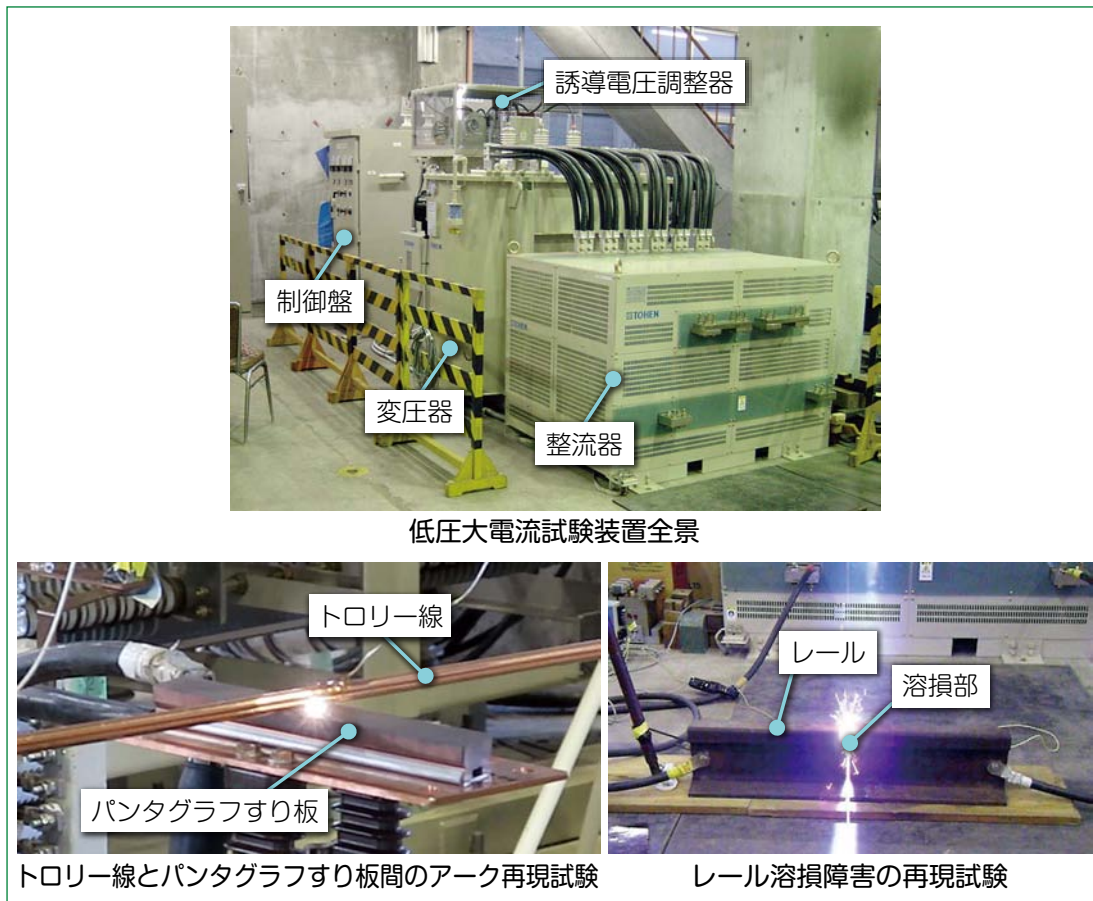 誘導電圧調整器
制御盤
変圧器
整流器
TOHEN
低圧大電流試験装置全景
トロリー線
パンタグラフすり板
トロリー線とパンタグラフすり板間のアーク再現試験
レール
溶損部
レール溶損障害の再現試験